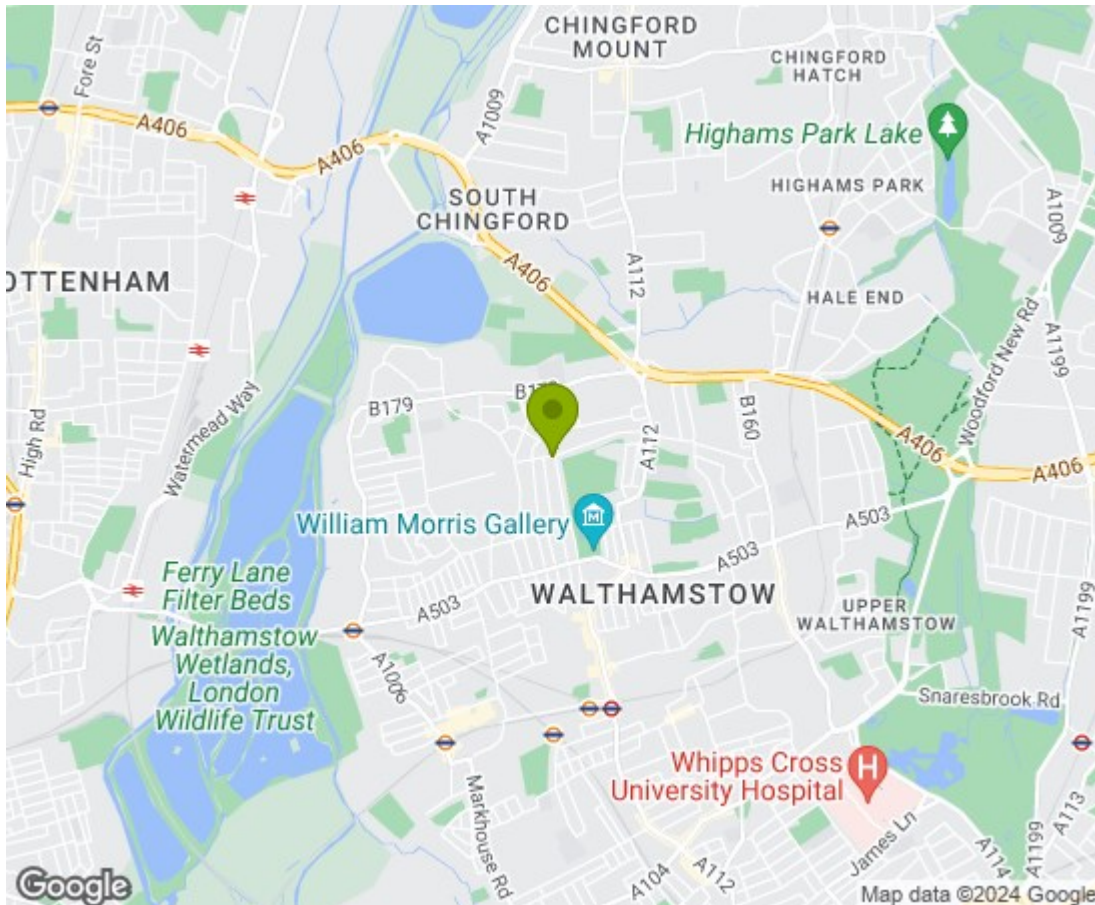 CHINGFORD
MOUNT
CHINGFORD
HATCH
Fore St
A406
A1009
A406
Highams Park Lake
HIGHAMS PARK
A1009
SOUTH
CHINGFORD
A406
A112
OTTENHAM
HALE END
Woodford New Rd
A1199
High Rd
Watermead Way
B179
B160
A112
A406
A406
William Morris Gallery
A503
Ferry Lane
Filter Beds
A503
A503
WALTHAMSTOW
UPPER
WALTHAMSTOW
A1199
Walthamstow
Wetlands,
London
Wildlife Trust
A1006
Snaresbrook Rd
Whipps Cross
University Hospital
H
Markhouse Rd
James Ln
A113
A104
A112
A114
A1199
Google
Map data ©2024 Google